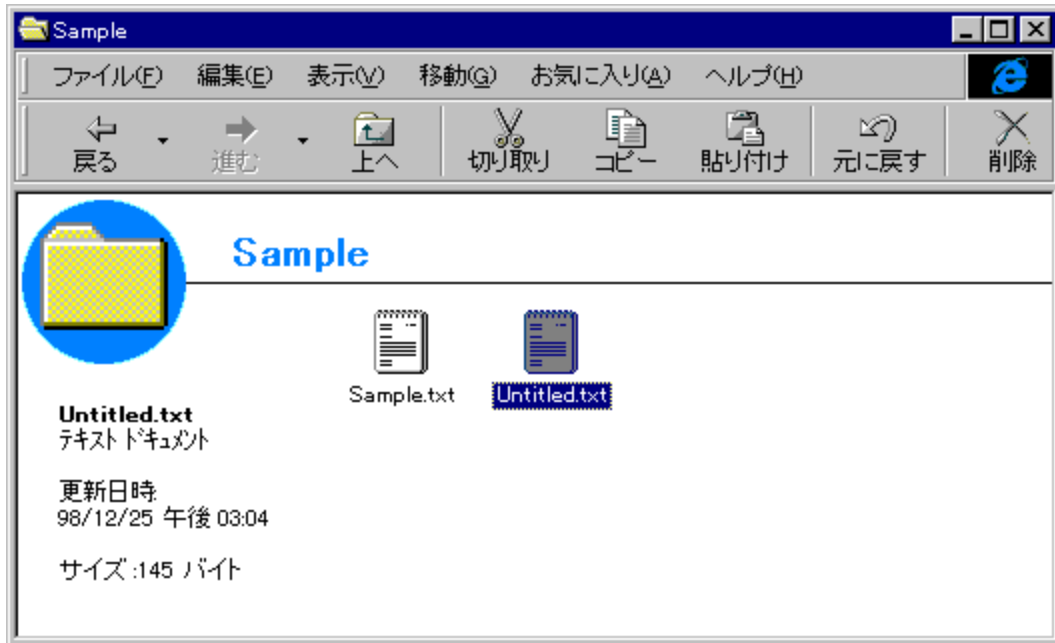 Sample
ファイル(F) 編集(E) 表示(V) 移動(G) お気に入り(A) ヘルプ(H)
戻る 進む 上へ 切り取り コピー 貼り付け 元に戻す 削除
Sample
Sample.txt Untitled.txt
Untitled.txt
テキスト ドキュメント
更新日時:
98/12/25 午後 03:04
サイズ :145 バイト